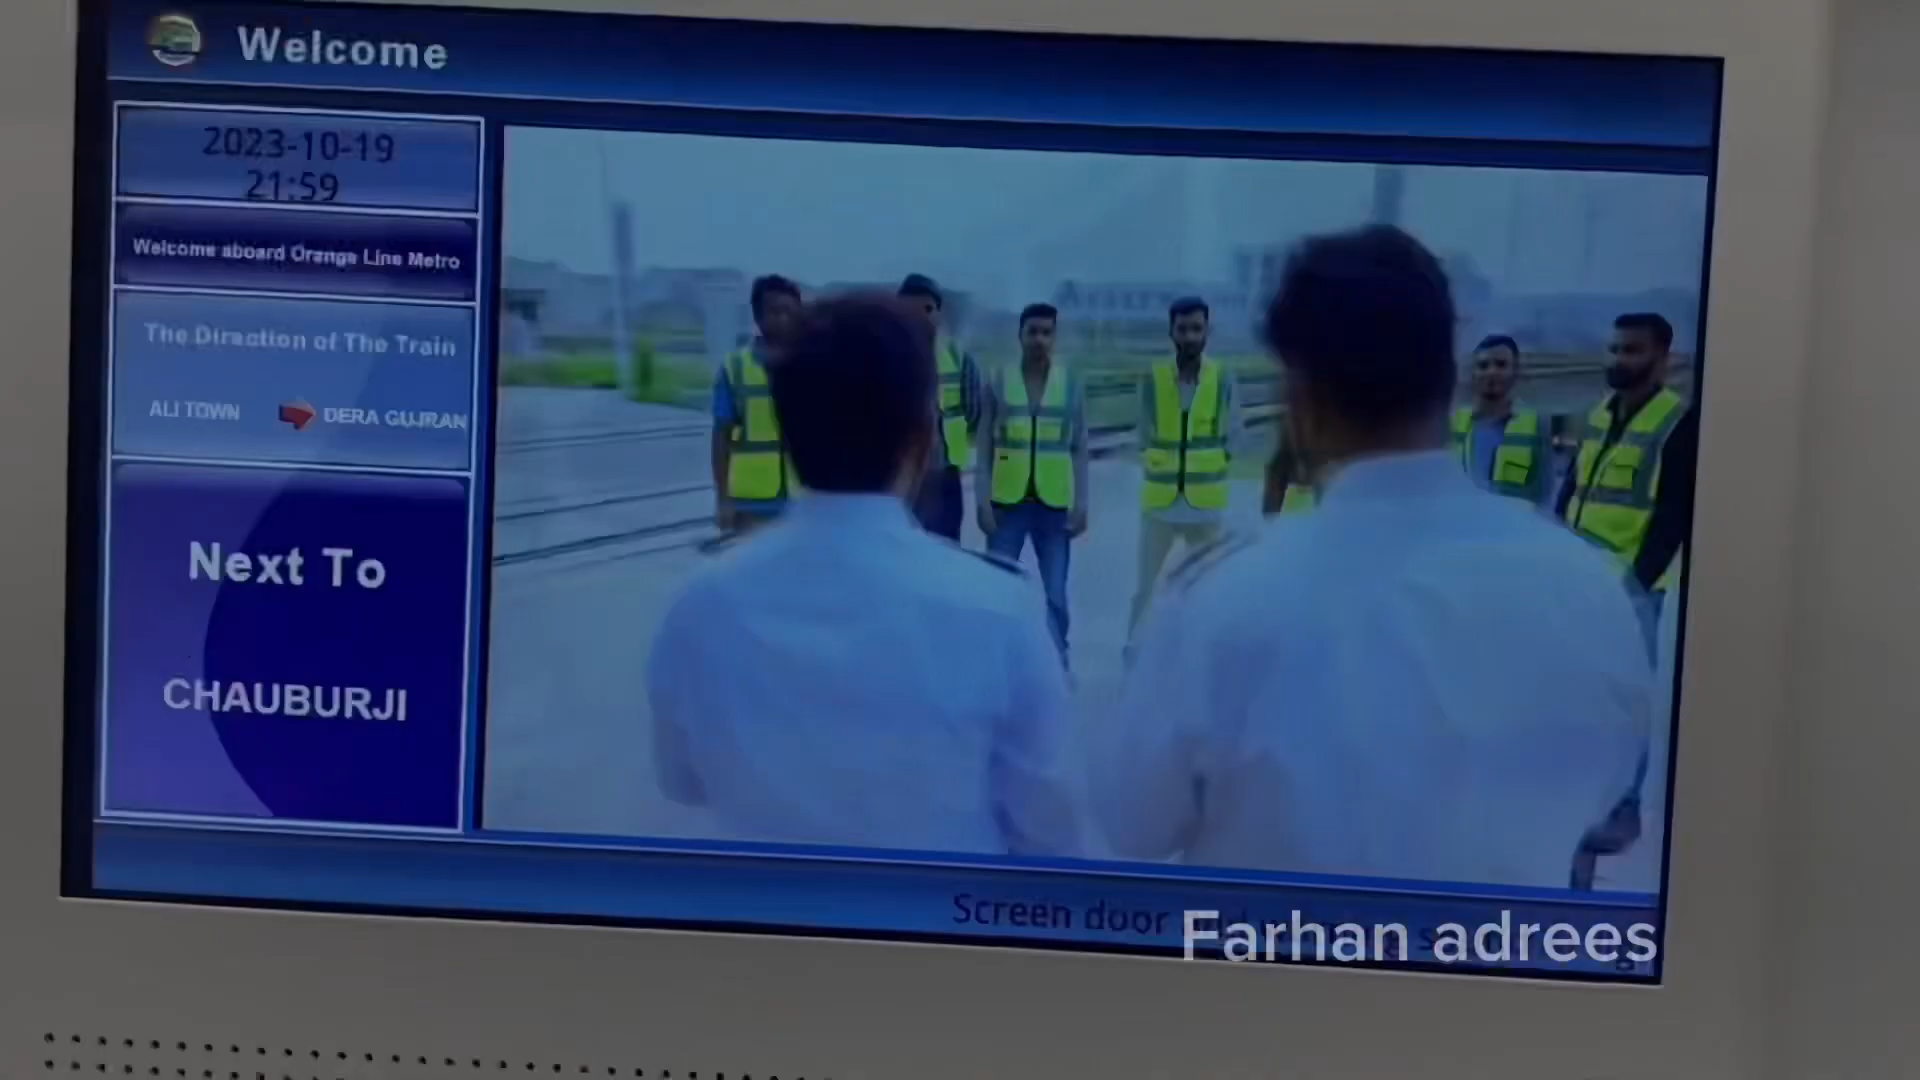 Welcome
2023-10-19
21:59
Welcome aboard Orange Line Metro
The Direction of The Train
ALI TOWN DERA GUJRAN
Next To
CHAUBURJI
Screen door
Farhan adrees